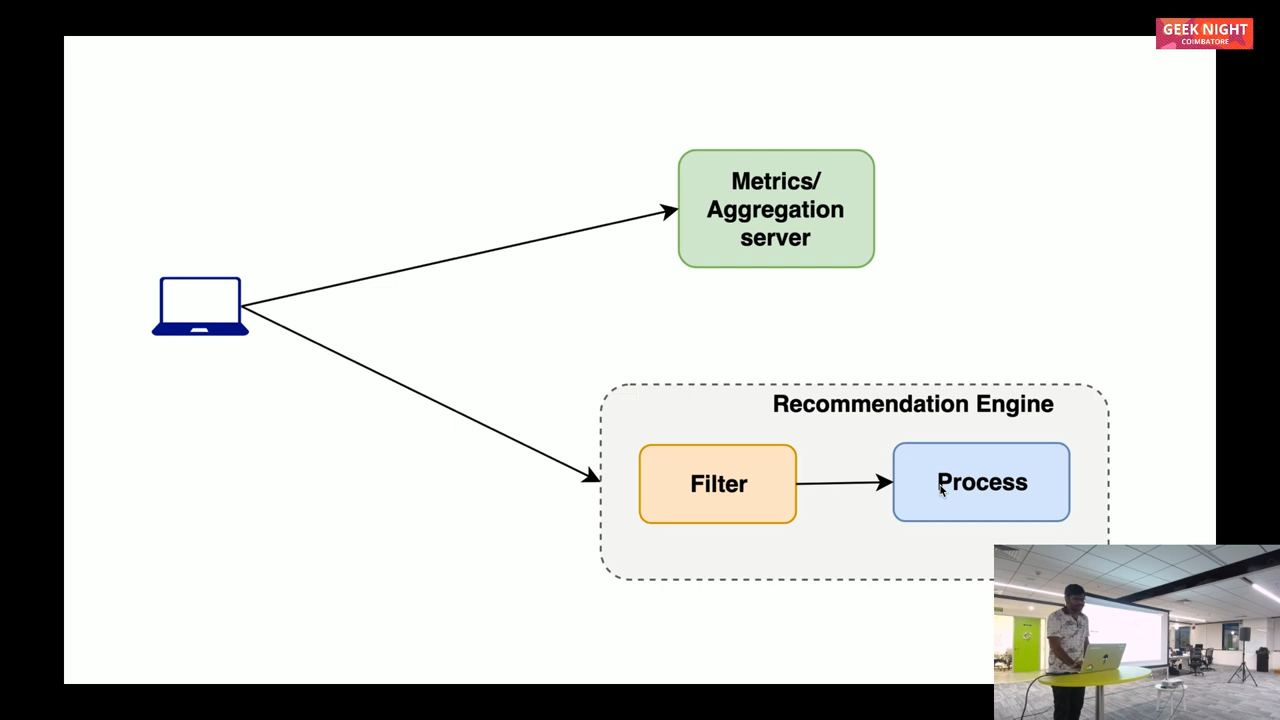 GEEK NIGHT
COIMBATORE
Metrics/
Aggregation
server
Recommendation Engine
Filter
Process